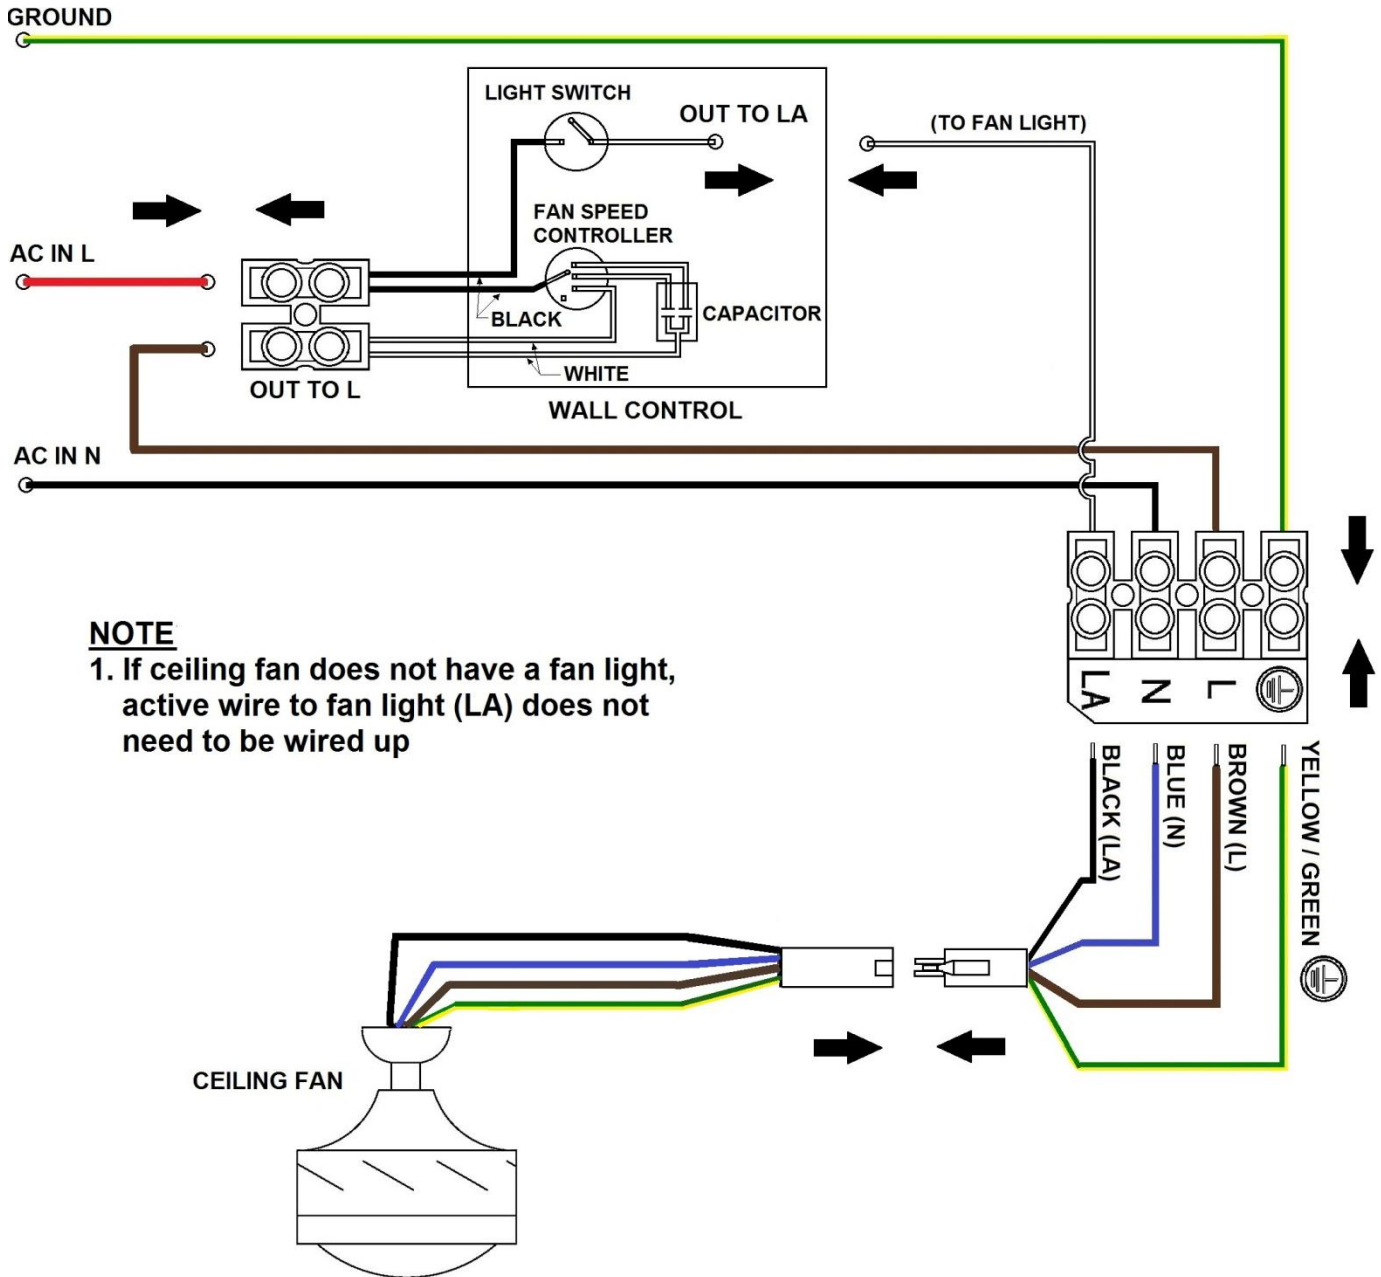 GROUND
LIGHT SWITCH
OUT TO LA
(TO FAN LIGHT)
FAN SPEED
CONTROLLER
AC IN L
BLACK
CAPACITOR
WHITE
OUT TO L
WALL CONTROL
AC IN N
NOTE
1. If ceiling fan does not have a fan light,
active wire to fan light (LA) does not
need to be wired up
LA
N
L
BLACK (LA)
BLUE (N)
BROWN (L)
YELLOW / GREEN
CEILING FAN